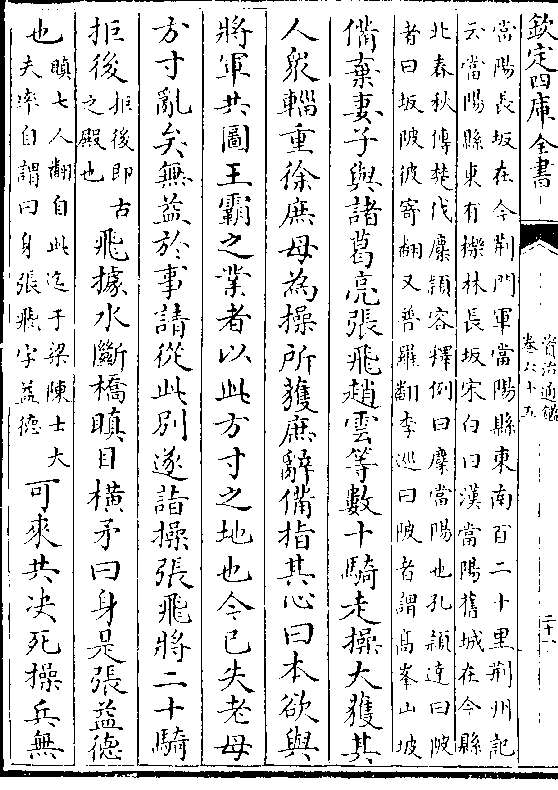 欽定四庫全書
資治通鑑
卷六十五
當陽長坂在今荆門軍當陽縣東南百二十里荆州記
云當陽縣東有櫟林長坂宋白曰漢當陽舊城在今縣
北春秋傳楚伐麇潁容釋例曰麋當陽也孔潁達曰陂
者曰坂陂彼寄翻又普羅翻李巡曰陂者謂高峯山坡
備棄妻子與諸葛亮張飛趙雲等數十騎走操大獲其
人衆輜重徐庶母為操所獲庶辭備指其心曰本欲與
將軍共圖王霸之業者以此方寸之地也今已失老母
方寸亂矣無益於事請從此别遂詣操張飛將二十騎
拒後拒後即古之殿也飛據水斷橋瞋目横矛曰身是張益德
也瞋七人翻自此迄于梁陳士大夫率自謂曰身張飛字益德可來共决死操兵無